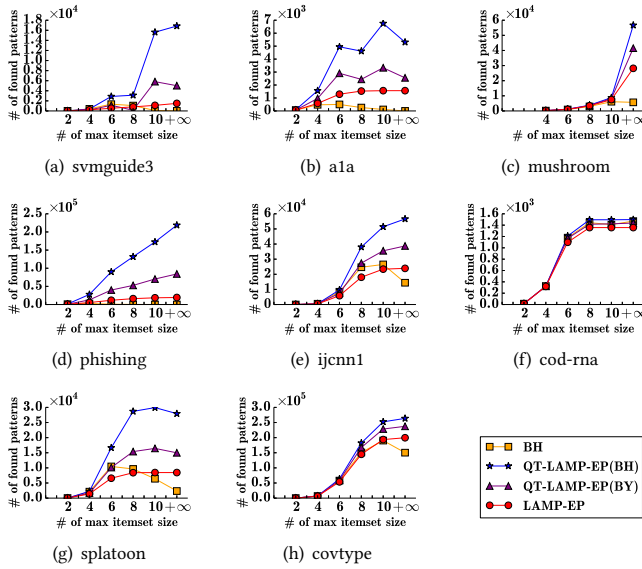 ×10⁴ ×10³ ×10⁴
# of found patterns
1.8
1.6
1.4
1.2
1.0
0.8
0.6
0.4
0.2
0.0
2 4 6 8 10 +∞
# of max itemset size
(a) svmguide3
# of found patterns
7
6
5
4
3
2
1
0
2 4 6 8 10 +∞
# of max itemset size
(b) a1a
# of found patterns
6
5
4
3
2
1
0
2 4 6 8 10 +∞
# of max itemset size
(c) mushroom
×10⁵ ×10⁴ ×10³
# of found patterns
2.5
2.0
1.5
1.0
0.5
0.0
2 4 6 8 10 +∞
# of max itemset size
(d) phishing
# of found patterns
6
5
4
3
2
1
0
2 4 6 8 10 +∞
# of max itemset size
(e) ijcnn1
# of found patterns
1.6
1.4
1.2
1.0
0.8
0.6
0.4
0.2
0.0
2 4 6 8 10 +∞
# of max itemset size
(f) cod-rna
×10⁴ ×10⁵
# of found patterns
3.0
2.5
2.0
1.5
1.0
0.5
0.0
2 4 6 8 10 +∞
# of max itemset size
(g) splatoon
# of found patterns
3.0
2.5
2.0
1.5
1.0
0.5
0.0
2 4 6 8 10 +∞
# of max itemset size
(h) covtype
BH
QT-LAMP-EP(BH)
QT-LAMP-EP(BY)
LAMP-EP